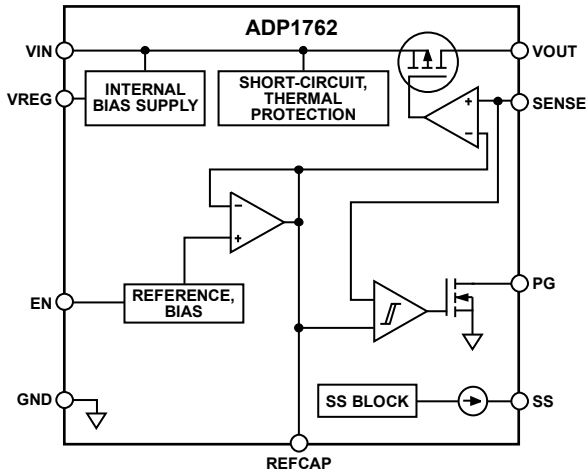 ADP1762
VIN
VOUT
VREG
INTERNAL
BIAS SUPPLY
SHORT-CIRCUIT,
THERMAL
PROTECTION
SENSE
+
–
–
+
EN
REFERENCE,
BIAS
PG
GND
SS BLOCK
SS
REFCAP